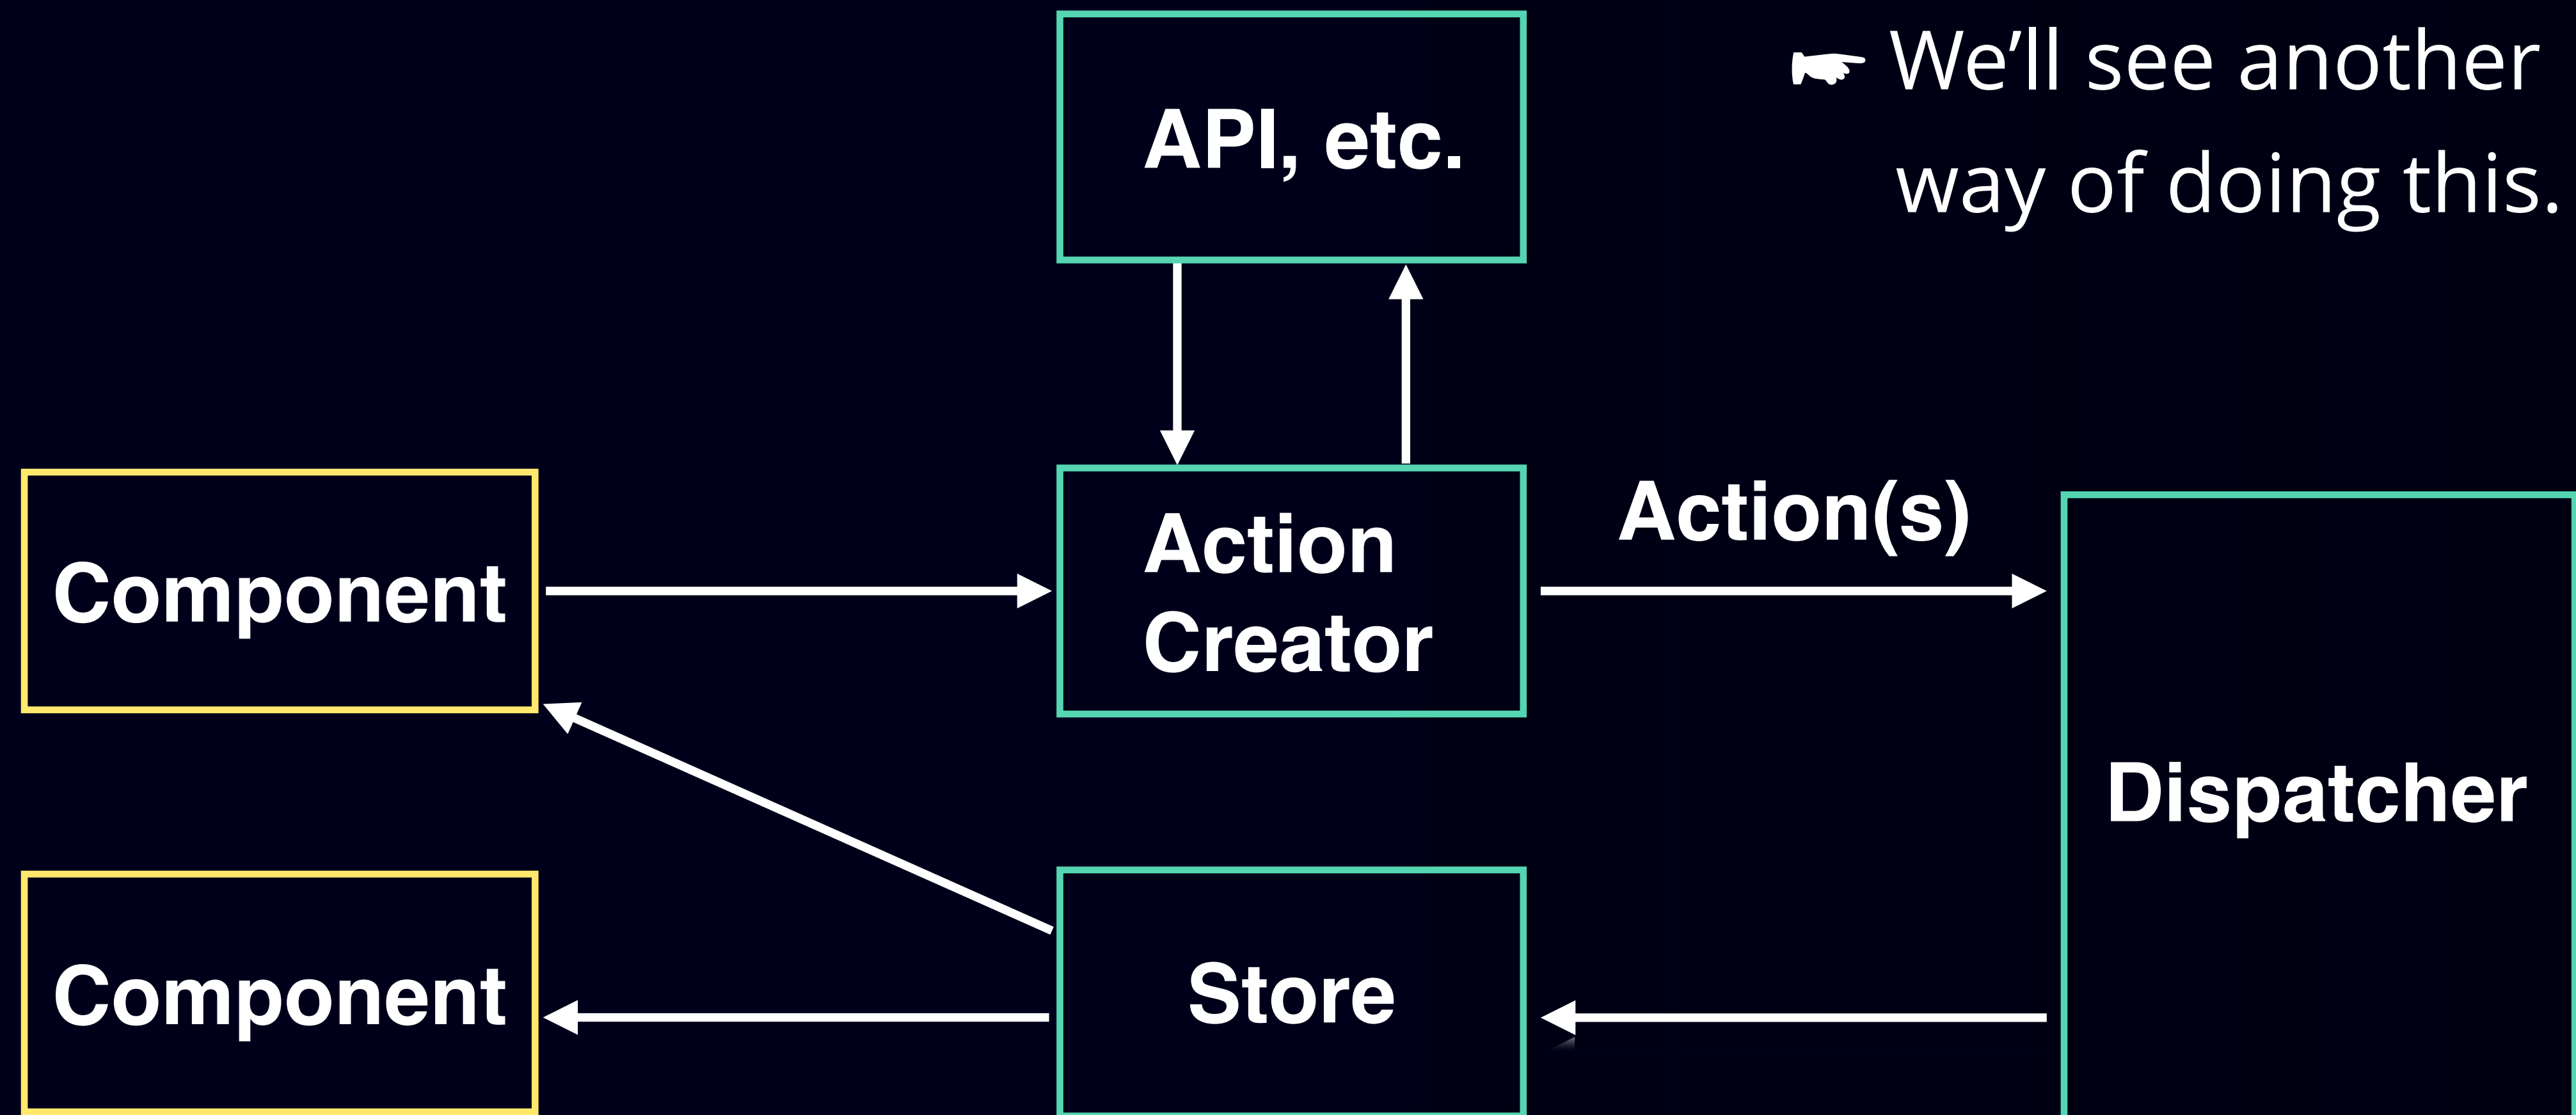 ☛ We’ll see another
way of doing this.
API, etc.
Component
Action
Creator
Action(s)
Dispatcher
Component
Store